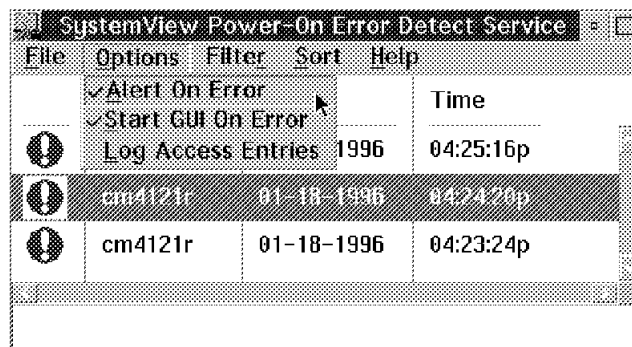 SystemView Power-On Error Detect Service
File Options Filter Sort Help
Alert On Error
Start GUI On Error
Log Access Entries
Time
1996 04:25:16p
cm4121r 01-18-1996 04:24:20p
cm4121r 01-18-1996 04:23:24p